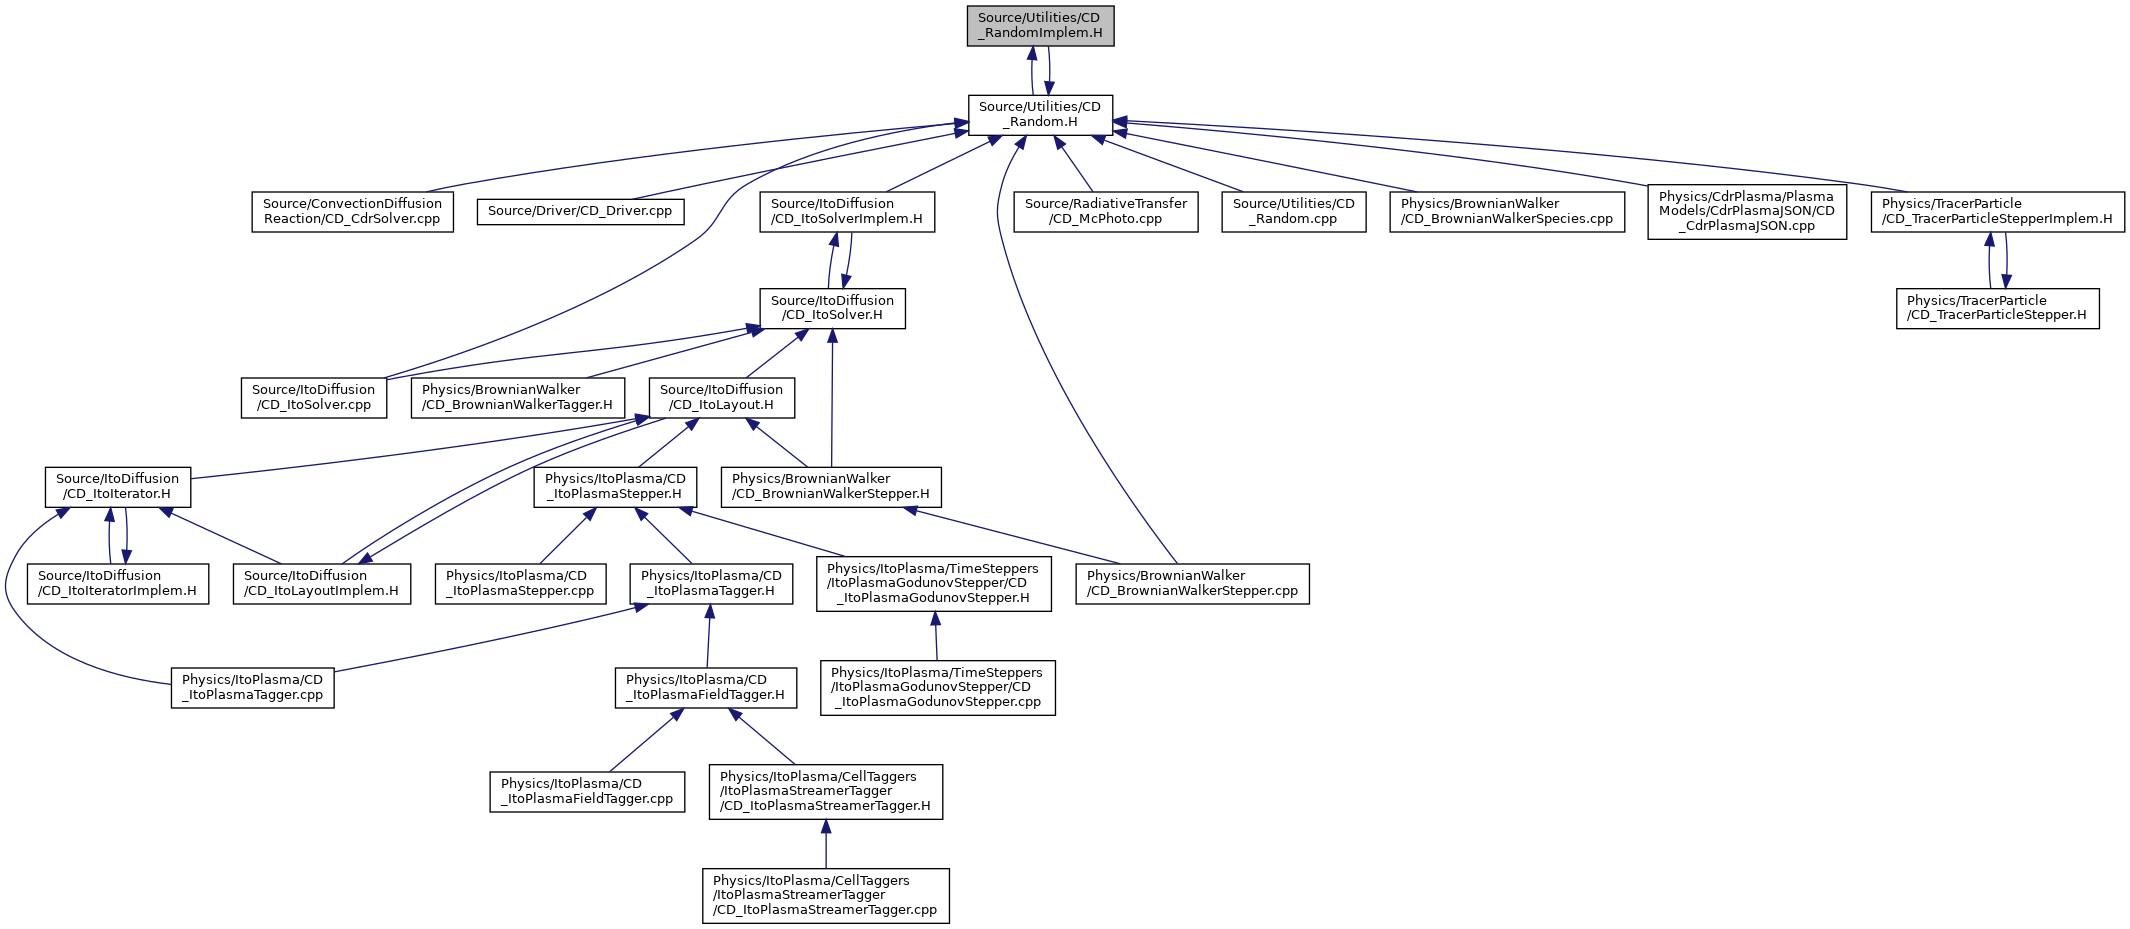 Source/Utilities/CD
_RandomImplem.H
Source/Utilities/CD
_Random.H
Source/ConvectionDiffusion
Reaction/CD_CdrSolver.cpp
Source/Driver/CD_Driver.cpp
Source/ItoDiffusion
/CD_ItoSolverImplem.H
Source/RadiativeTransfer
/CD_McPhoto.cpp
Source/Utilities/CD
_Random.cpp
Physics/BrownianWalker
/CD_BrownianWalkerSpecies.cpp
Physics/CdrPlasma/Plasma
Models/CdrPlasmaJSON/CD
_CdrPlasmaJSON.cpp
Physics/TracerParticle
/CD_TracerParticleStepperImplem.H
Source/ItoDiffusion
/CD_ItoSolver.H
Physics/TracerParticle
/CD_TracerParticleStepper.H
Source/ItoDiffusion
/CD_ItoSolver.cpp
Physics/BrownianWalker
/CD_BrownianWalkerTagger.H
Source/ItoDiffusion
/CD_ItoLayout.H
Source/ItoDiffusion
/CD_ItoIterator.H
Physics/ItoPlasma/CD
_ItoPlasmaStepper.H
Physics/BrownianWalker
/CD_BrownianWalkerStepper.H
Source/ItoDiffusion
/CD_ItoIteratorImplem.H
Source/ItoDiffusion
/CD_ItoLayoutImplem.H
Physics/ItoPlasma/CD
_ItoPlasmaStepper.cpp
Physics/ItoPlasma/CD
_ItoPlasmaTagger.H
Physics/ItoPlasma/TimeSteppers
/ItoPlasmaGodunovStepper/CD
_ItoPlasmaGodunovStepper.H
Physics/BrownianWalker
/CD_BrownianWalkerStepper.cpp
Physics/ItoPlasma/CD
_ItoPlasmaTagger.cpp
Physics/ItoPlasma/CD
_ItoPlasmaFieldTagger.H
Physics/ItoPlasma/TimeSteppers
/ItoPlasmaGodunovStepper/CD
_ItoPlasmaGodunovStepper.cpp
Physics/ItoPlasma/CD
_ItoPlasmaFieldTagger.cpp
Physics/ItoPlasma/CellTaggers
/ItoPlasmaStreamerTagger
/CD_ItoPlasmaStreamerTagger.H
Physics/ItoPlasma/CellTaggers
/ItoPlasmaStreamerTagger
/CD_ItoPlasmaStreamerTagger.cpp